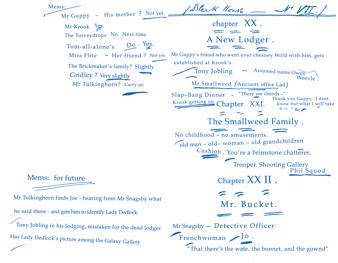 Mems:
Mr Guppy - His mother ? Not yet
Mr Krook Yes
The Turveydrops No. Next time
Tom-all-alone's Do - Yes.
Miss Flite - Her friend ? Not yet
The Brickmaker's family? Slightly
Gridley ? Very slightly
Mr Tulkinghorn? Carry on
Mems: for future
Mr Tulkinghorn finds Joe - hearing from Mr Snagsby what
he said there - and gets him to identify Lady Dedlock
Tony Jobling in his lodging, mistaken for the dead lodger
Has Lady Dedlock's picture among the Galaxy Gallery
(Bleak House — No VII.)
chapter XX .
A New Lodger .
Mr Guppy's friend who went over chesney Wold with him, gets
established at Krook's.
Tony Jobling - Assumed name Owen
Weevle
Mr Smallweed (Ancient office Lad)
Slap-Bang Dinner - "There are chords -"
Krook getting on
Thank you Guppy, I dont
know but what I will take
Chapter XXI.
The Smallweed Family .
No childhood - no amusements.
old man - old - woman - old grandchildren
Cushion. You're a brimstone chatterer.
Trooper. Shooting Gallery
Phil Squod
Chapter XX II .
Mr. Bucket.
Mr Snagsby - Detective Officer
Frenchwoman Jo .
"That there's the wale, the bonnet, and the gownd"